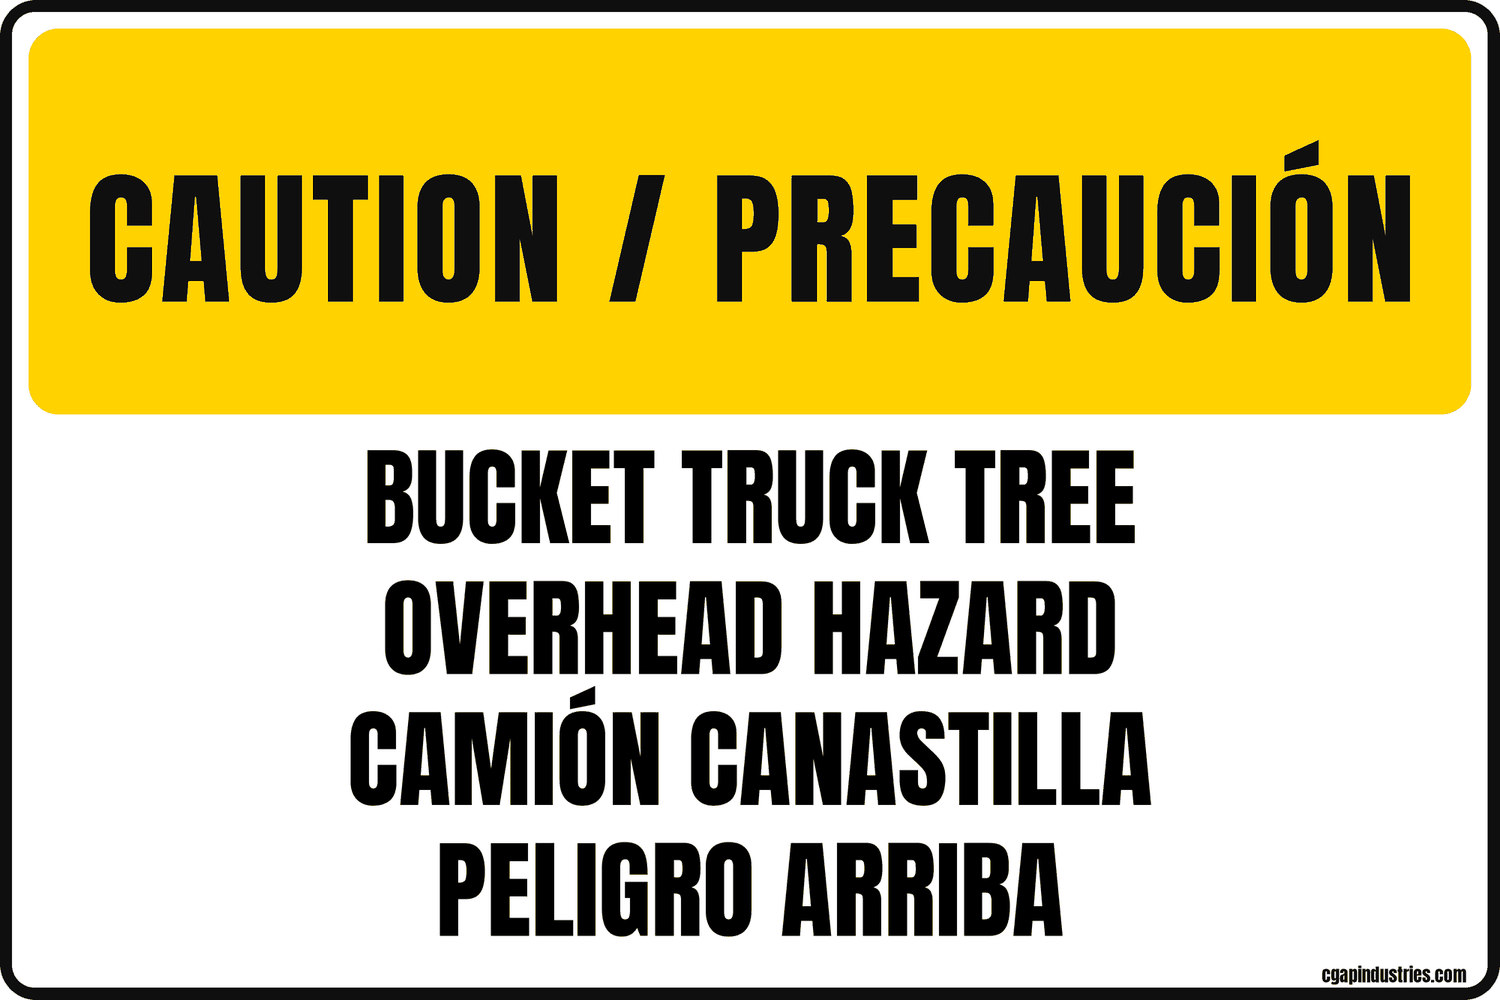 CAUTION / PRECAUCIÓN
BUCKET TRUCK TREE
OVERHEAD HAZARD
CAMIÓN CANASTILLA
PELIGRO ARRIBA
cgapindustries.com